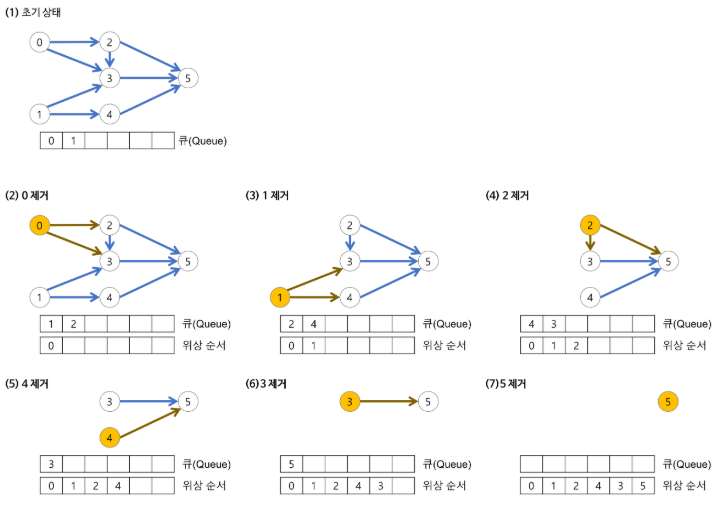 (1) 초기 상태
0 2
3 5
1 4
0 1 큐(Queue)
(2) 0 제거
0 2
3 5
1 4
1 2 큐(Queue)
0 위상 순서
(3) 1 제거
2
3 5
1 4
2 4 큐(Queue)
0 1 위상 순서
(4) 2 제거
2
3 5
4
4 3 큐(Queue)
0 1 2 위상 순서
(5) 4 제거
3 5
4
3 큐(Queue)
0 1 2 4 위상 순서
(6)3 제거
3 5
5 큐(Queue)
0 1 2 4 3 위상 순서
(7)5 제거
5
큐(Queue)
0 1 2 4 3 5 위상 순서